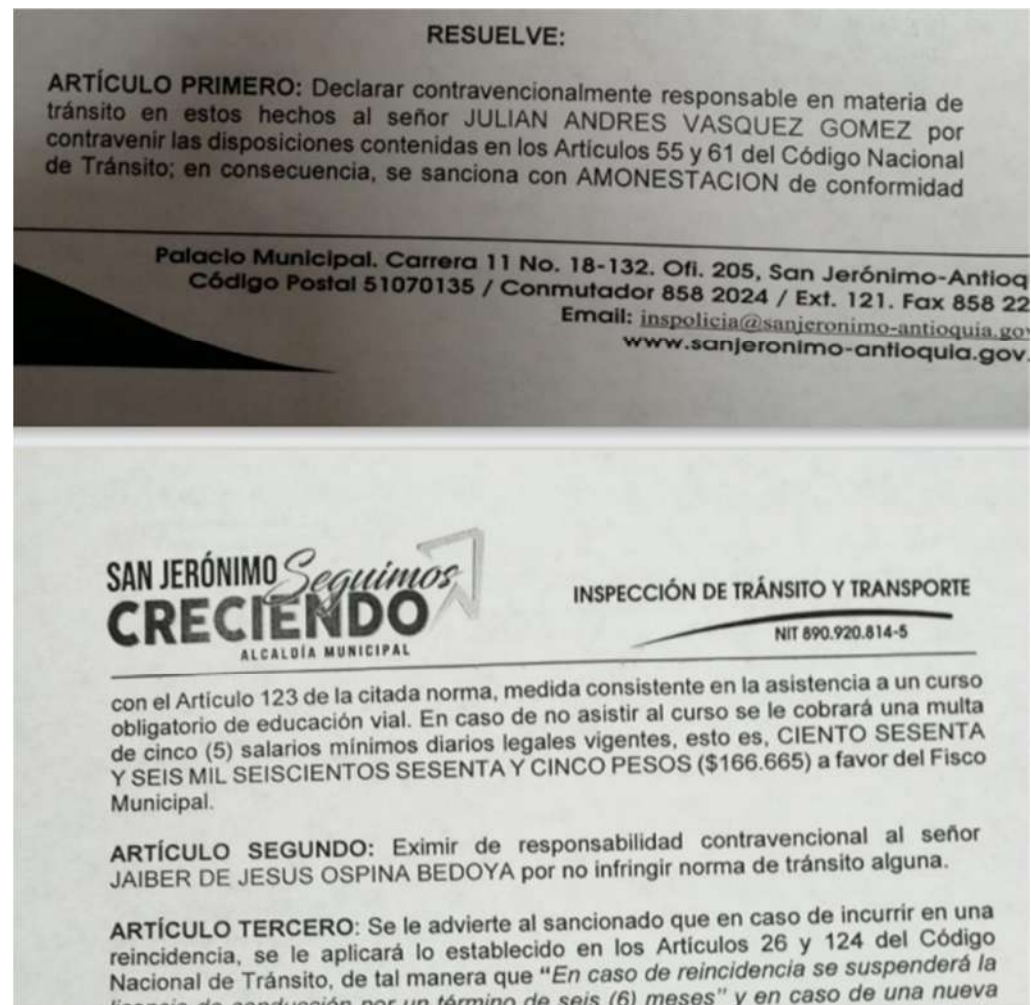 RESUELVE:
ARTÍCULO PRIMERO: Declarar contravencionalmente responsable en materia de
tránsito en estos hechos al señor JULIAN ANDRES VASQUEZ GOMEZ por
contravenir las disposiciones contenidas en los Artículos 55 y 61 del Código Nacional
de Tránsito; en consecuencia, se sanciona con AMONESTACION de conformidad
Palacio Municipal. Carrera 11 No. 18-132. Ofi. 205, San Jerónimo-Antioq
Código Postal 51070135 / Conmutador 858 2024 / Ext. 121. Fax 858 22
Email: inspolicia@sanjeronimo-antioquia.gov
www.sanjeronimo-antioquia.gov.
SAN JERÓNIMO Seguimos
CRECIENDO
ALCALDÍA MUNICIPAL
INSPECCIÓN DE TRÁNSITO Y TRANSPORTE
NIT 890.920.814-5
con el Artículo 123 de la citada norma, medida consistente en la asistencia a un curso
obligatorio de educación vial. En caso de no asistir al curso se le cobrará una multa
de cinco (5) salarios mínimos diarios legales vigentes, esto es, CIENTO SESENTA
Y SEIS MIL SEISCIENTOS SESENTA Y CINCO PESOS ($166.665) a favor del Fisco
Municipal.
ARTÍCULO SEGUNDO: Eximir de responsabilidad contravencional al señor
JAIBER DE JESUS OSPINA BEDOYA por no infringir norma de tránsito alguna.
ARTÍCULO TERCERO: Se le advierte al sancionado que en caso de incurrir en una
reincidencia, se le aplicará lo establecido en los Artículos 26 y 124 del Código
Nacional de Tránsito, de tal manera que "En caso de reincidencia se suspenderá la
licencia de conducción por un término de seis (6) meses" y en caso de una nueva